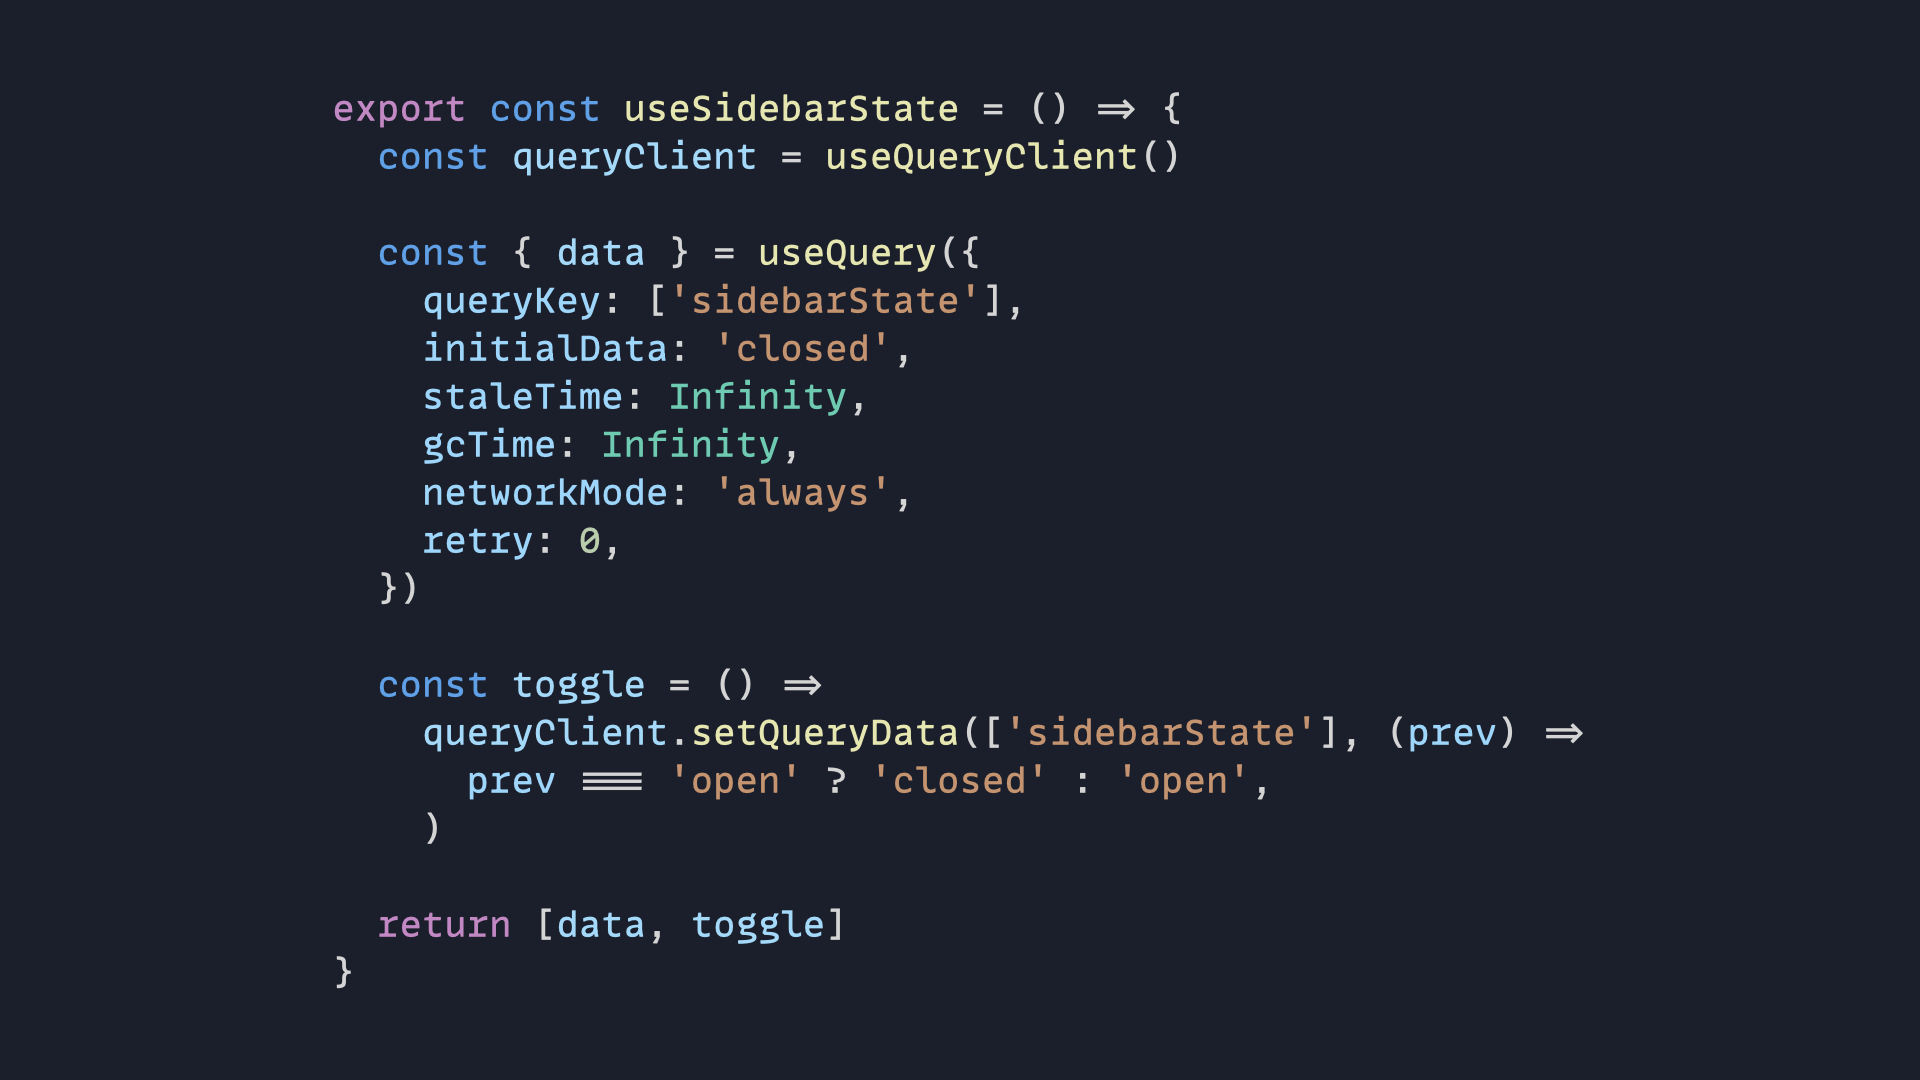 export const useSidebarState = () => {
  const queryClient = useQueryClient()

  const { data } = useQuery({
    queryKey: ['sidebarState'],
    initialData: 'closed',
    staleTime: Infinity,
    gcTime: Infinity,
    networkMode: 'always',
    retry: 0,
  })

  const toggle = () =>
    queryClient.setQueryData(['sidebarState'], (prev) =>
      prev === 'open' ? 'closed' : 'open',
    )

  return [data, toggle]
}